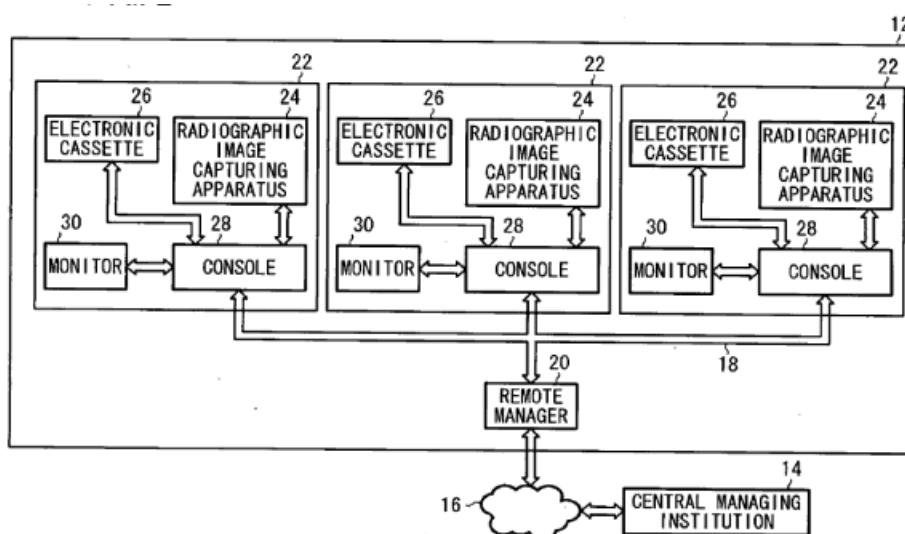 12
22
22
22
26
24
26
24
26
24
ELECTRONIC
CASSETTE
RADIOGRAPHIC
IMAGE
CAPTURING
APPARATUS
ELECTRONIC
CASSETTE
RADIOGRAPHIC
IMAGE
CAPTURING
APPARATUS
ELECTRONIC
CASSETTE
RADIOGRAPHIC
IMAGE
CAPTURING
APPARATUS
30
28
30
28
30
28
MONITOR
CONSOLE
MONITOR
CONSOLE
MONITOR
CONSOLE
18
20
REMOTE
MANAGER
16
14
CENTRAL MANAGING
INSTITUTION